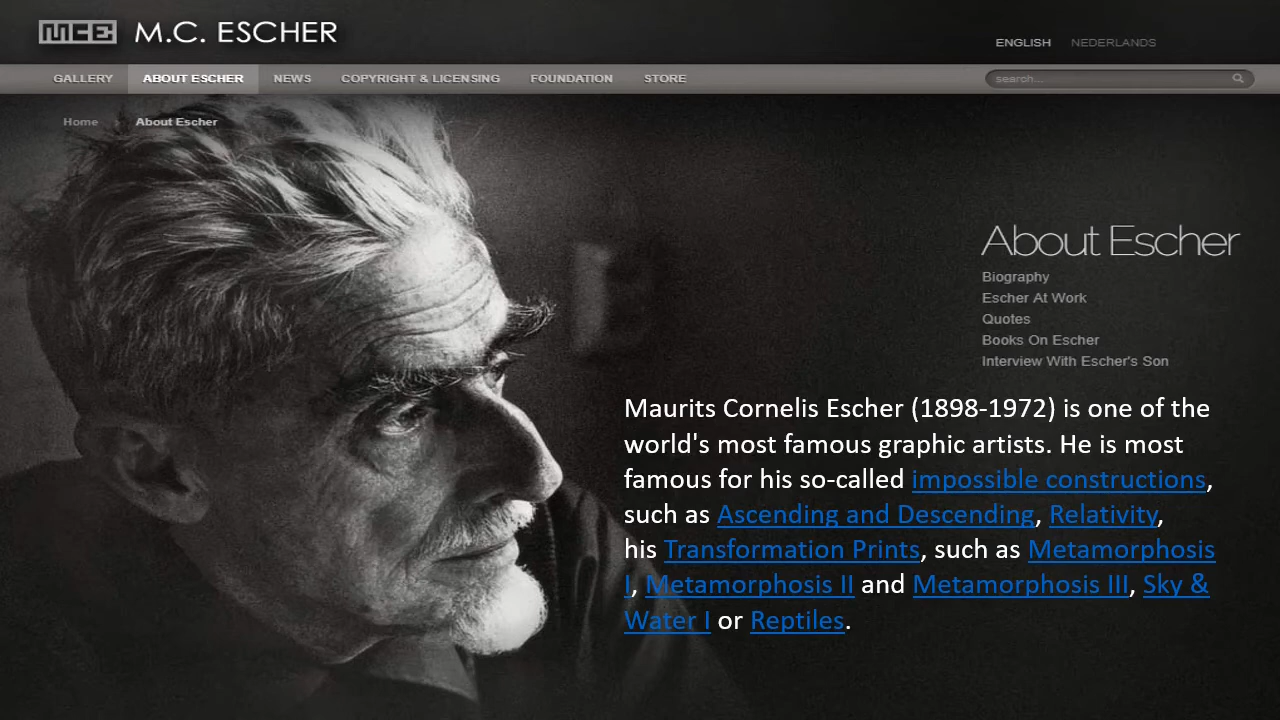 MCE M.C. ESCHER
ENGLISH NEDERLANDS
GALLERY ABOUT ESCHER NEWS COPYRIGHT & LICENSING FOUNDATION STORE search...
Home › About Escher
About Escher
Biography
Escher At Work
Quotes
Books On Escher
Interview With Escher's Son
Maurits Cornelis Escher (1898-1972) is one of the
world's most famous graphic artists. He is most
famous for his so-called impossible constructions,
such as Ascending and Descending, Relativity,
his Transformation Prints, such as Metamorphosis
I, Metamorphosis II and Metamorphosis III, Sky &
Water I or Reptiles.